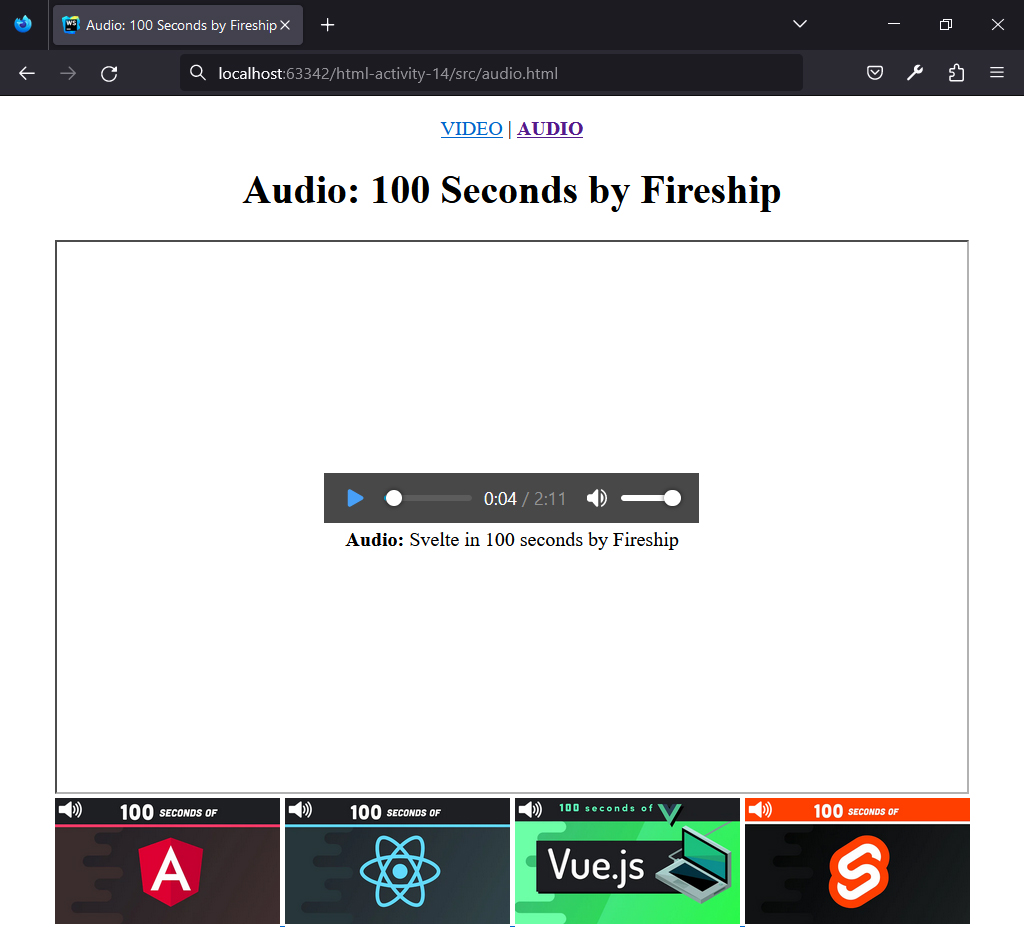 Audio: 100 Seconds by Fireship
localhost:63342/html-activity-14/src/audio.html
VIDEO | AUDIO
Audio: 100 Seconds by Fireship
0:04 / 2:11
Audio: Svelte in 100 seconds by Fireship
100 SECONDS OF
A
100 SECONDS OF
100 seconds of
Vue.js
100 SECONDS OF